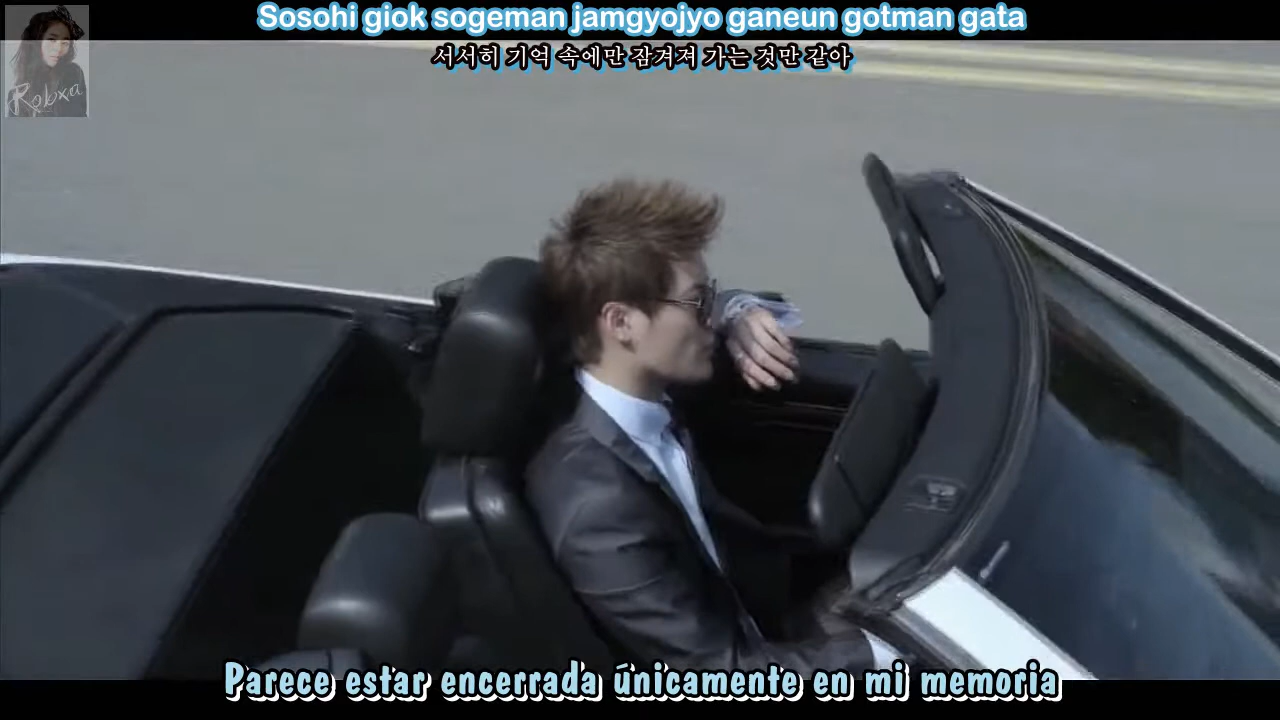 Sosohi giok sogeman jamgyojyo ganeun gotman gata
서서히 기억 속에만 잠겨져 가는 것만 같아
Robxa
Parece estar encerrada únicamente en mi memoria